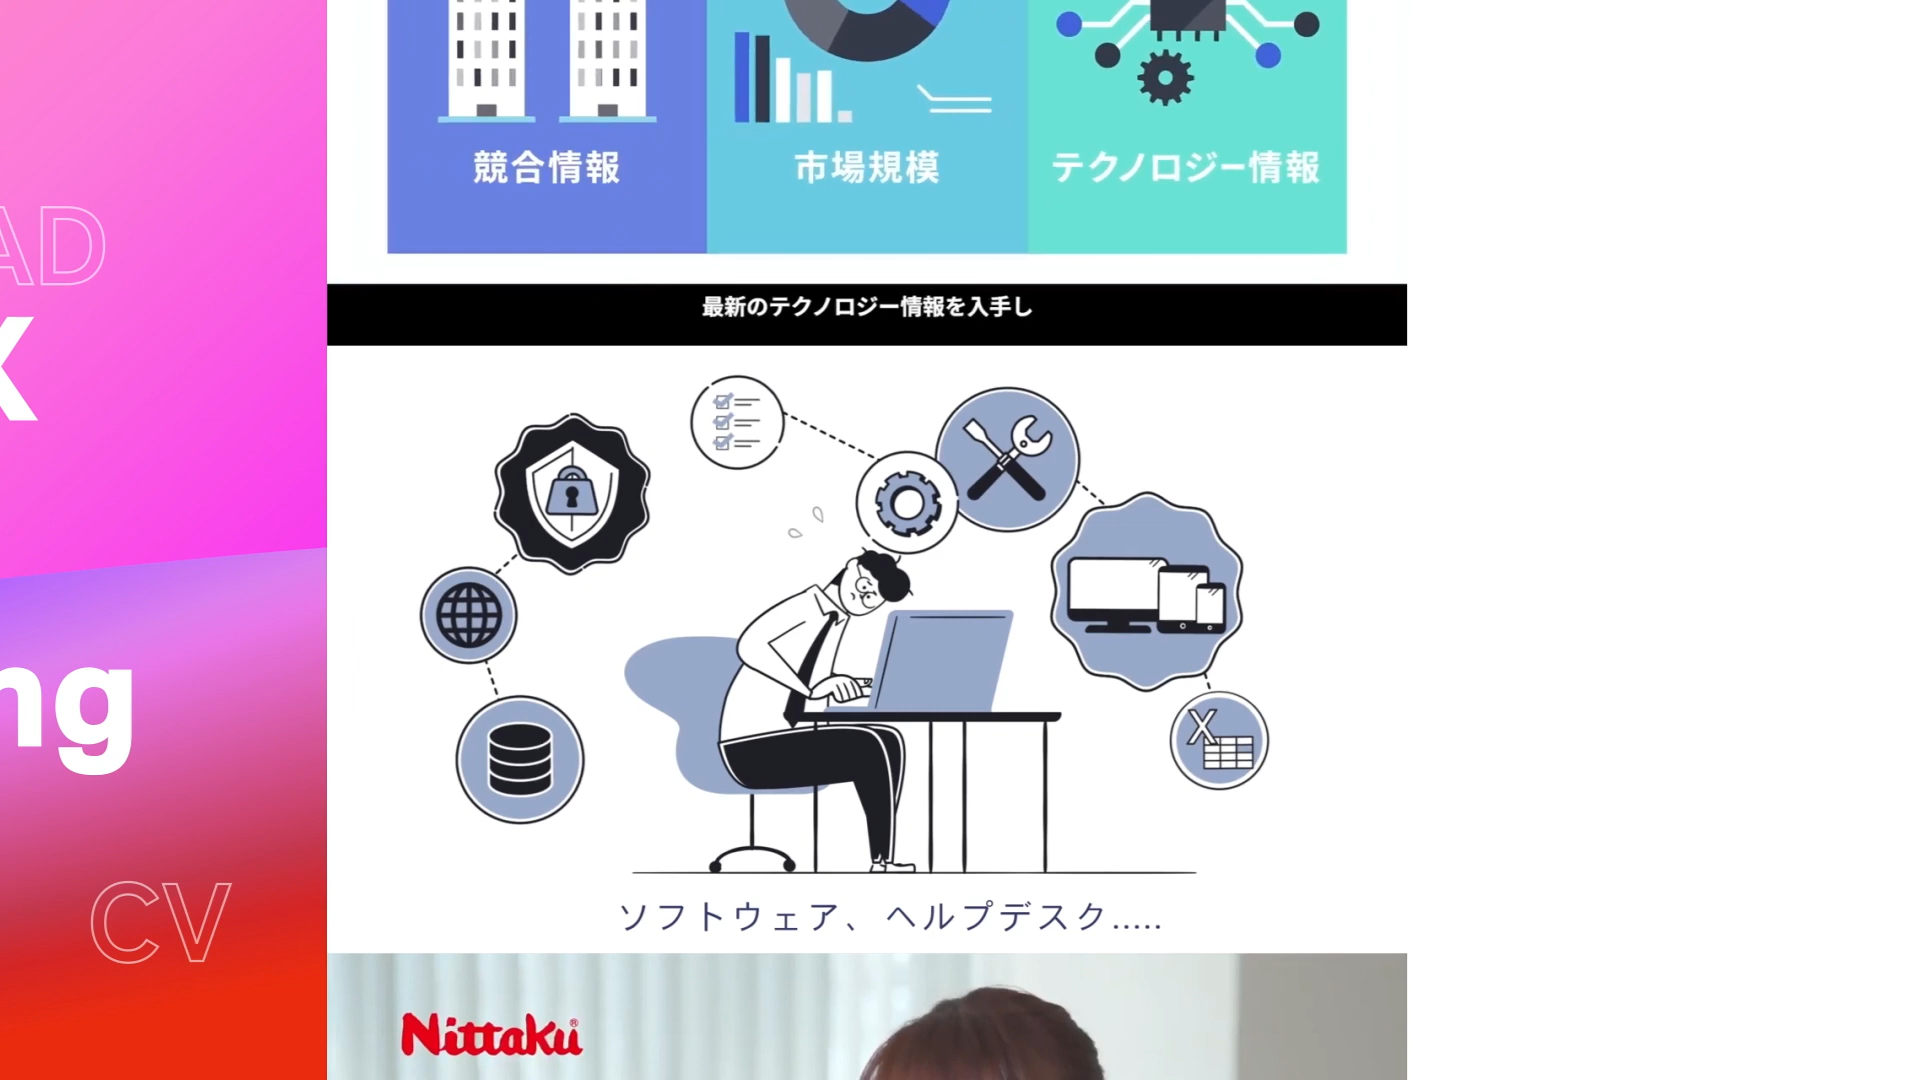 競合情報
市場規模
テクノロジー情報
最新のテクノロジー情報を入手し
AD
X
ng
CV
X
ソフトウェア、ヘルプデスク.....
Nittaku®